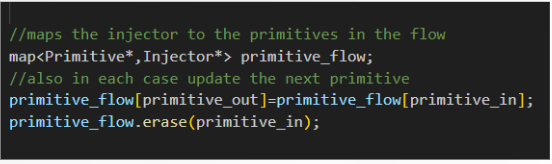 //maps the injector to the primitives in the flow
map<Primitive*,Injector*> primitive_flow;
//also in each case update the next primitive
primitive_flow[primitive_out]=primitive_flow[primitive_in];
primitive_flow.erase(primitive_in);